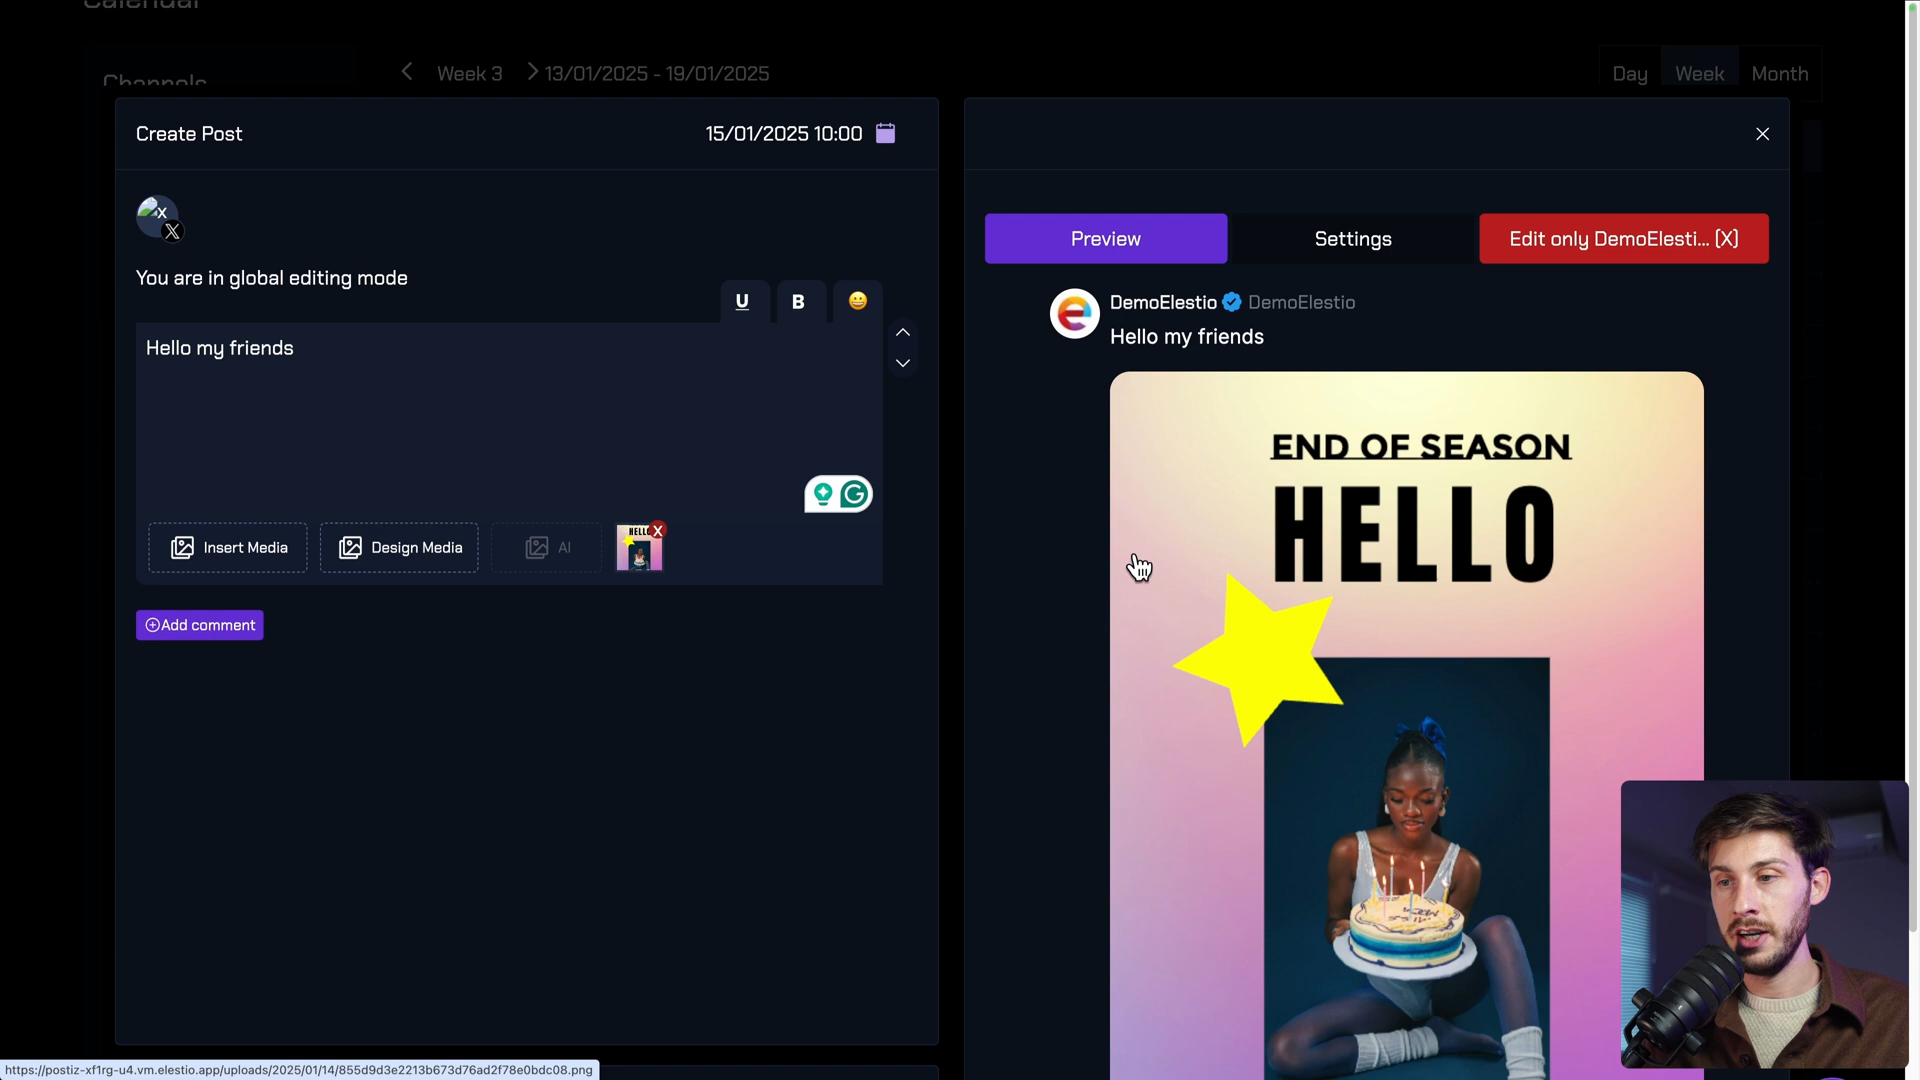 Calendar
Channels
Week 3
13/01/2025 - 19/01/2025
Day
Week
Month
Create Post
15/01/2025 10:00
X
You are in global editing mode
U
B
Hello my friends
Insert Media
Design Media
AI
HELLO
X
Add comment
Preview
Settings
Edit only DemoElesti... (X)
DemoElestio
DemoElestio
Hello my friends
END OF SEASON
HELLO
https://postiz-xf1rg-u4.vm.elestio.app/uploads/2025/01/14/855d9d3e2213b673d76ad2f78e0bdc08.png